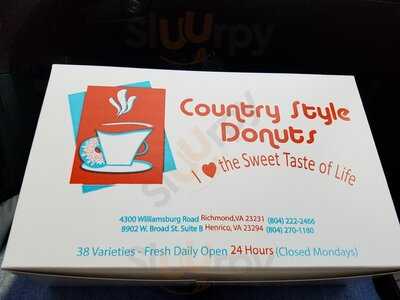 Sluurpy
Country Style
Donuts
I ♥ the Sweet Taste of Life
4300 Williamsburg Road Richmond, VA 23231 (804) 222-2466
8902 W. Broad St. Suite B Henrico, VA 23294 (804) 270-1180
38 Varieties - Fresh Daily Open 24 Hours (Closed Mondays)